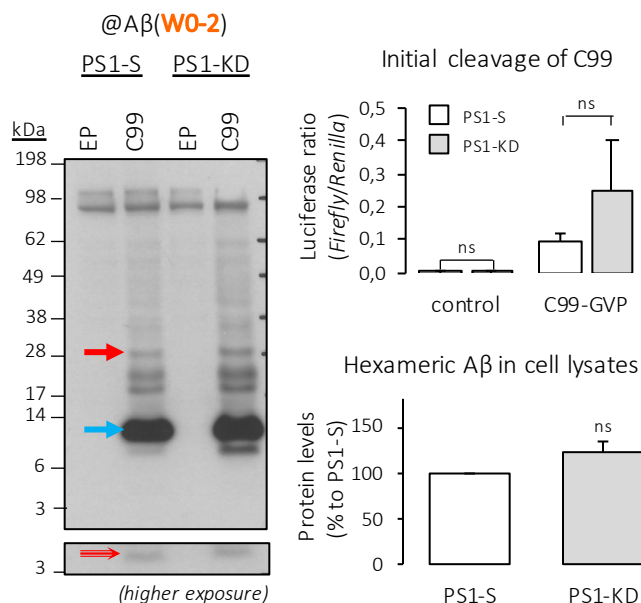 @Aβ(W0-2)
PS1-S PS1-KD
kDa EP C99 EP C99
198
98
62
49
38
28
17
14
6
3
3
(higher exposure)
Initial cleavage of C99
Luciferase ratio
(Firefly/Renilla)
0,5
0,4
0,3
0,2
0,1
0,0
PS1-S
PS1-KD
ns
ns
control C99-GVP
Hexameric Aβ in cell lysates
Protein levels
(% to PS1-S)
150
100
50
0
ns
PS1-S PS1-KD